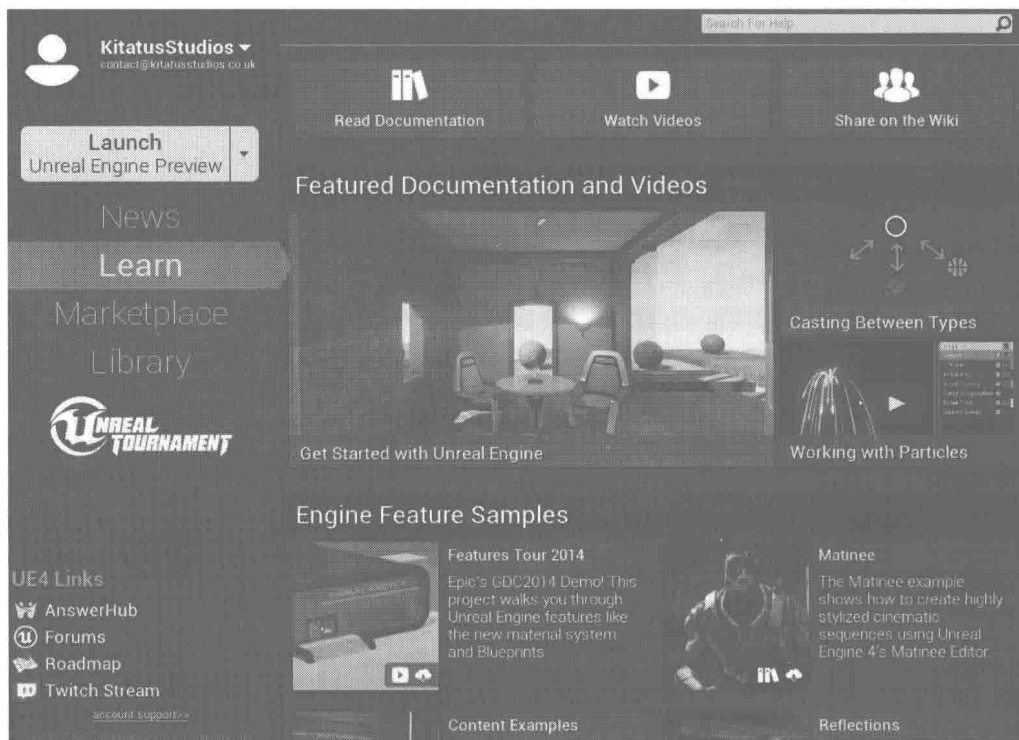 Search For Help
KitatusStudios
contact@kitatusstudios.co.uk
Read Documentation
Watch Videos
Share on the Wiki
Launch
Unreal Engine Preview
News
Learn
Marketplace
Library
UNREAL
TOURNAMENT
Featured Documentation and Videos
Get Started with Unreal Engine
Casting Between Types
Working with Particles
Engine Feature Samples
Features Tour 2014
Epic's GDC2014 Demo! This
project walks you through
Unreal Engine features like
the new material system
and Blueprints
Matinee
The Matinee example
shows how to create highly
stylized cinematic
sequences using Unreal
Engine 4's Matinee Editor
Content Examples
Reflections
UE4 Links
AnswerHub
Forums
Roadmap
Twitch Stream
account support>>